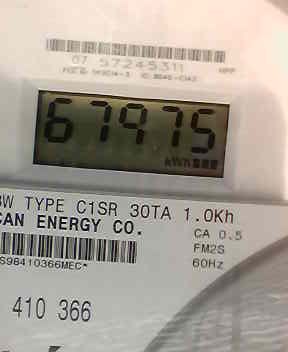 07 57245311
67975
kWh
3W TYPE C1SR 30TA 1.0Kh
CAN ENERGY CO.
CA 0.5
FM2S
60Hz
S98410366MEC*
410 366